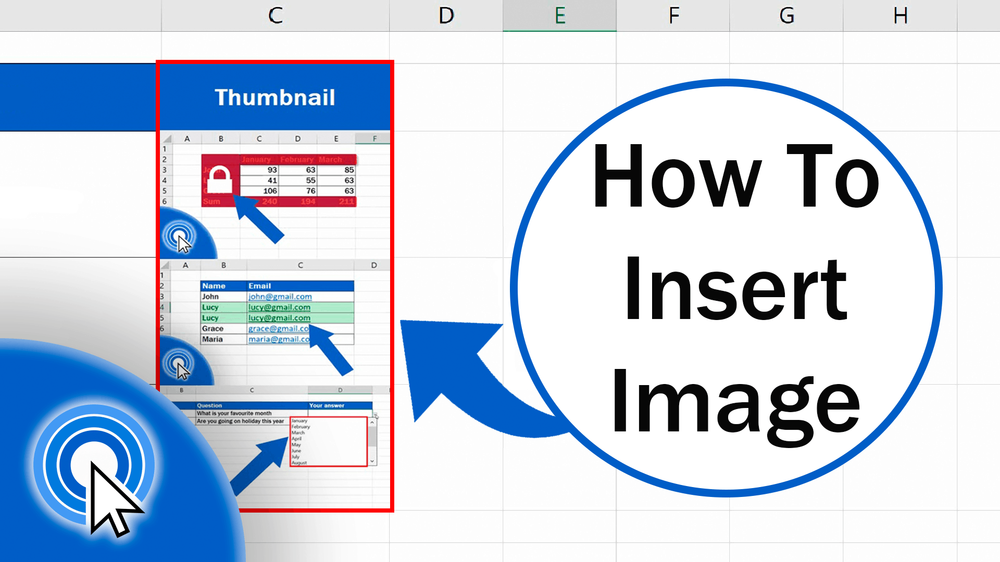 C D E F G H
Thumbnail
A B C D E F
1
2 January February March
3 93 63 85
4 41 55 63
5 106 76 63
6 Sum 240 194 211
A B C D
1
2 Name Email
3 John john@gmail.com
4 Lucy lucy@gmail.com
5 Lucy lucy@gmail.com
6 Grace grace@gmail.co
Maria maria@gmail.co
B C D
Question Your answer
What is your favourite month
Are you going on holiday this year
January
February
March
April
May
June
July
August
How To
Insert
Image